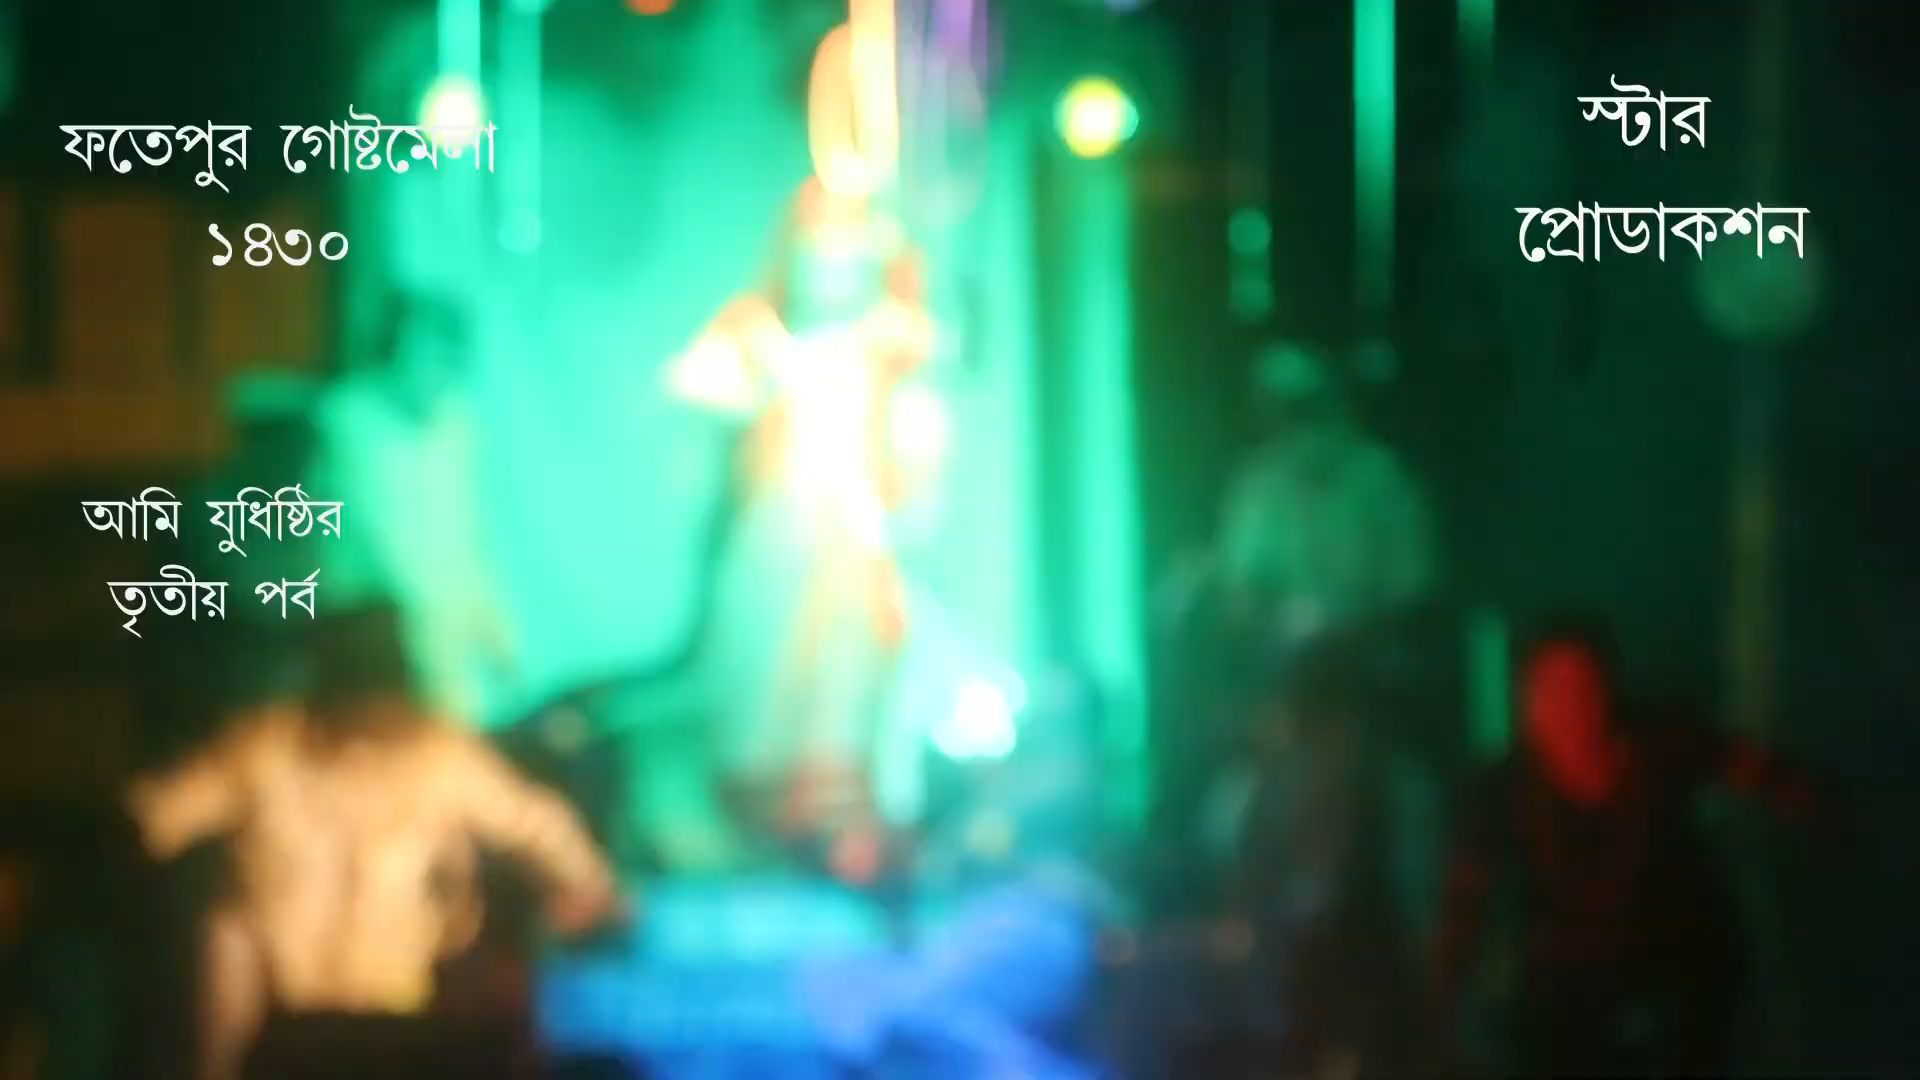 ফতেপুর গোষ্টমেলা
১৪৩০
স্টার
প্রোডাকশন
আমি যুধিষ্ঠির
তৃতীয় পর্ব